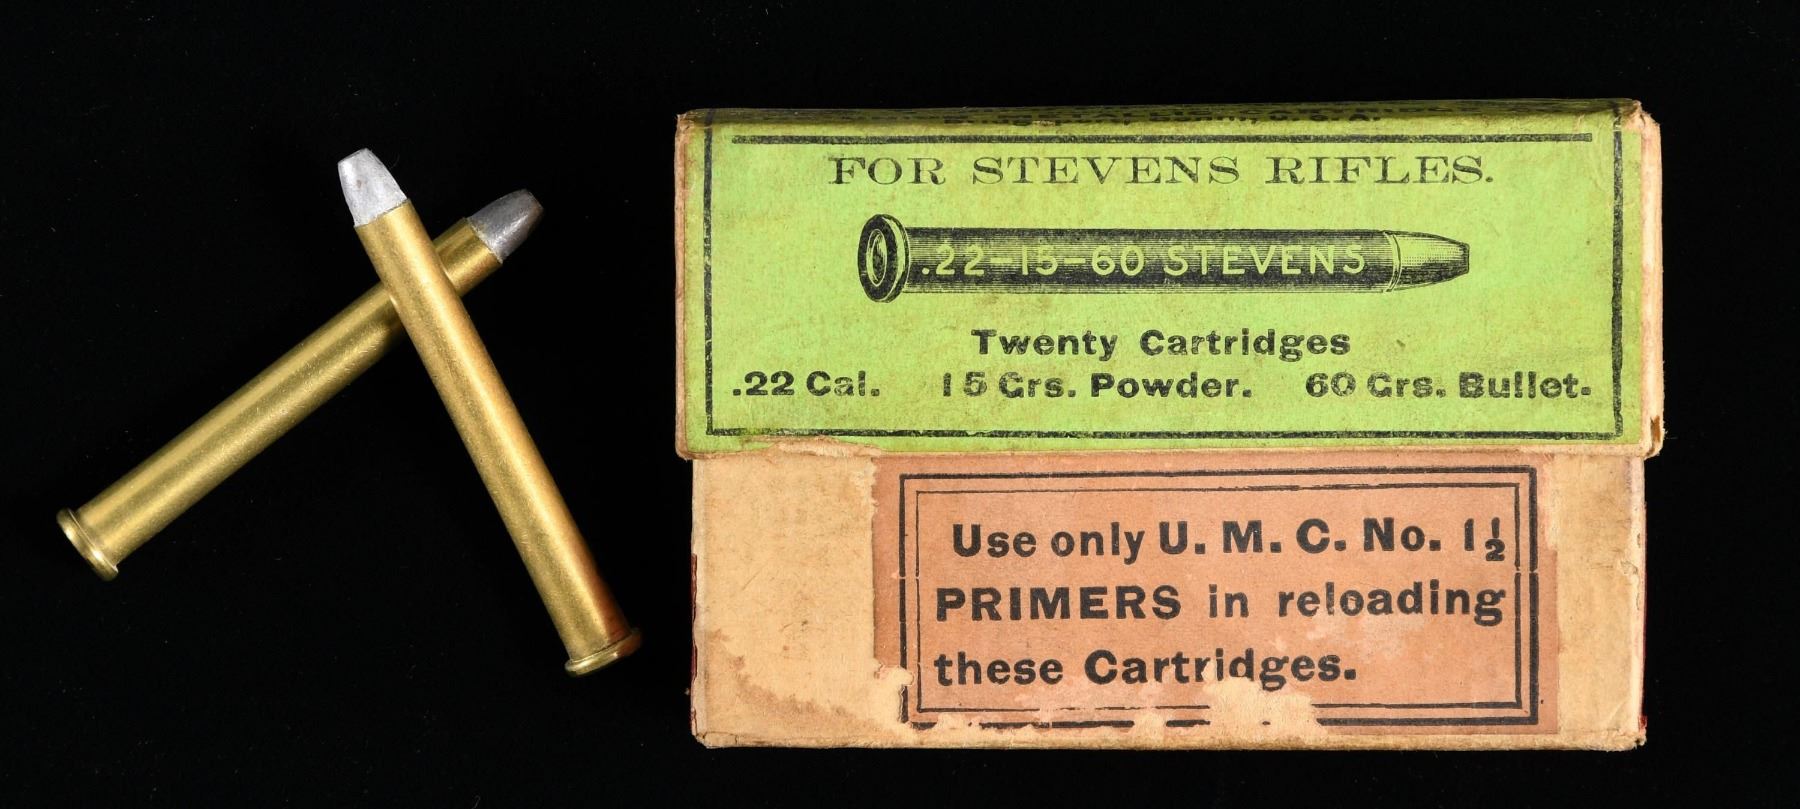 U.S.A.
FOR STEVENS RIFLES.
.22-15-60 STEVENS
Twenty Cartridges
.22 Cal. 15 Grs. Powder. 60 Grs. Bullet.
Use only U. M. C. No. 1½
PRIMERS in reloading
these Cartridges.